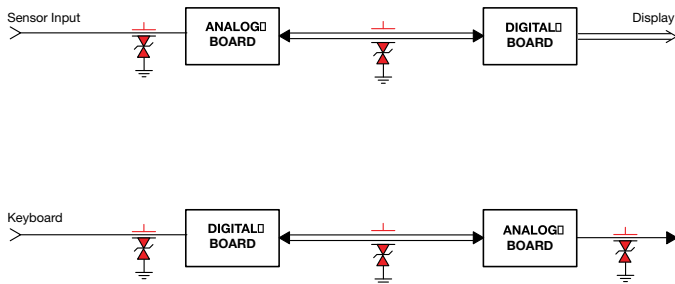 Sensor Input
ANALOG▯
BOARD
DIGITAL▯
BOARD
Display
Keyboard
DIGITAL▯
BOARD
ANALOG▯
BOARD